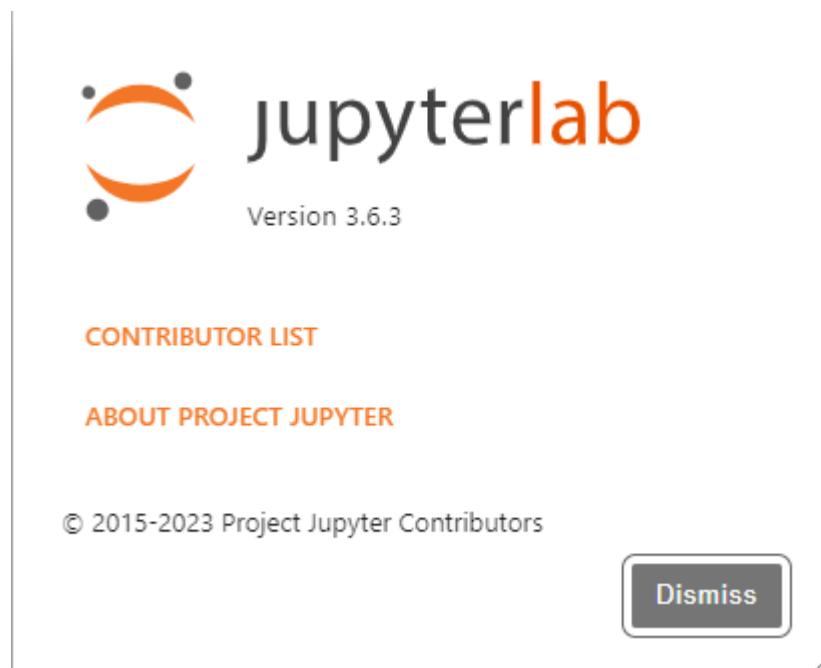 jupyterlab
Version 3.6.3
CONTRIBUTOR LIST
ABOUT PROJECT JUPYTER
© 2015-2023 Project Jupyter Contributors
Dismiss